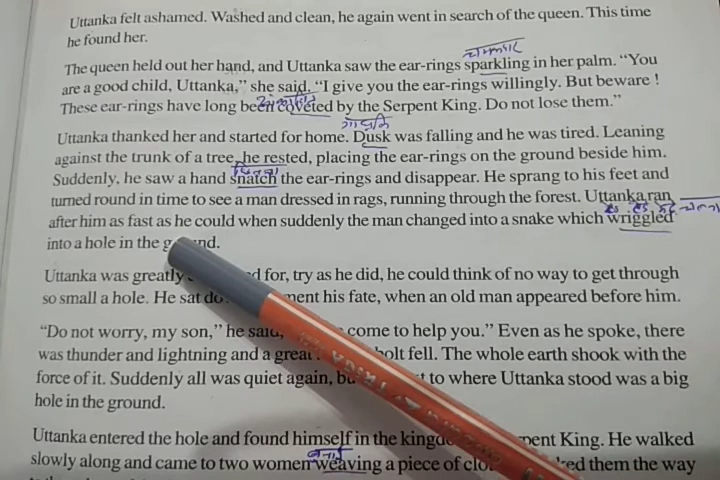 Uttanka felt ashamed. Washed and clean, he again went in search of the queen. This time
he found her.
The queen held out her hand, and Uttanka saw the ear-rings sparkling in her palm. “You
are a good child, Uttanka,” she said. “I give you the ear-rings willingly. But beware !
These ear-rings have long been coveted by the Serpent King. Do not lose them.”
Uttanka thanked her and started for home. Dusk was falling and he was tired. Leaning
against the trunk of a tree, he rested, placing the ear-rings on the ground beside him.
Suddenly, he saw a hand snatch the ear-rings and disappear. He sprang to his feet and
turned round in time to see a man dressed in rags, running through the forest. Uttanka ran
after him as fast as he could when suddenly the man changed into a snake which wriggled
into a hole in the
Uttanka was greatly for, try as he did, he could think of no way to get through
so small a hole. He sat his fate, when an old man appeared before him.
“Do not worry, my son,” he said, come to help you.” Even as he spoke, there
was thunder and lightning and a great fell. The whole earth shook with the
force of it. Suddenly all was quiet again, to where Uttanka stood was a big
hole in the ground.
Uttanka entered the hole and found himself in the King. He walked
slowly along and came to two women weaving a piece of them the way